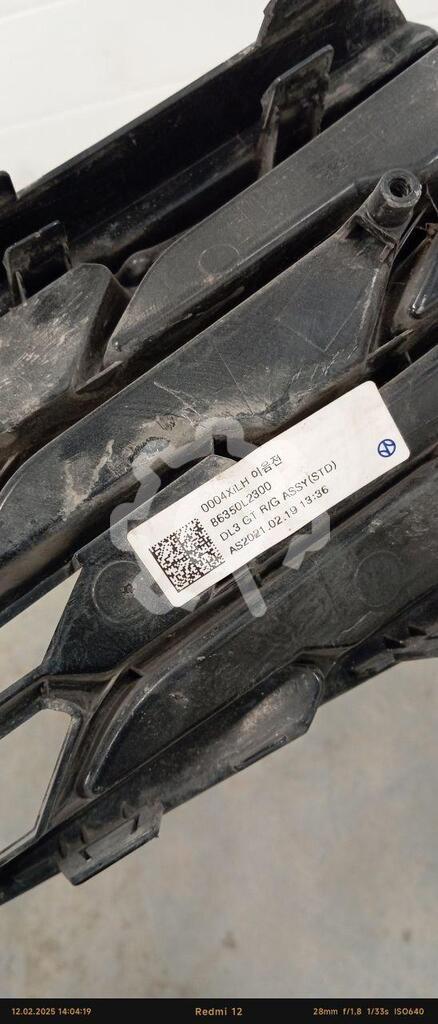 0004XiLH 이음전
86350L2300
DL3 GT R/G ASSY(STD)
AS2021.02.19 13:36
12.02.2025 14:04:19 Redmi 12 28mm f/1.8 1/33s ISO640